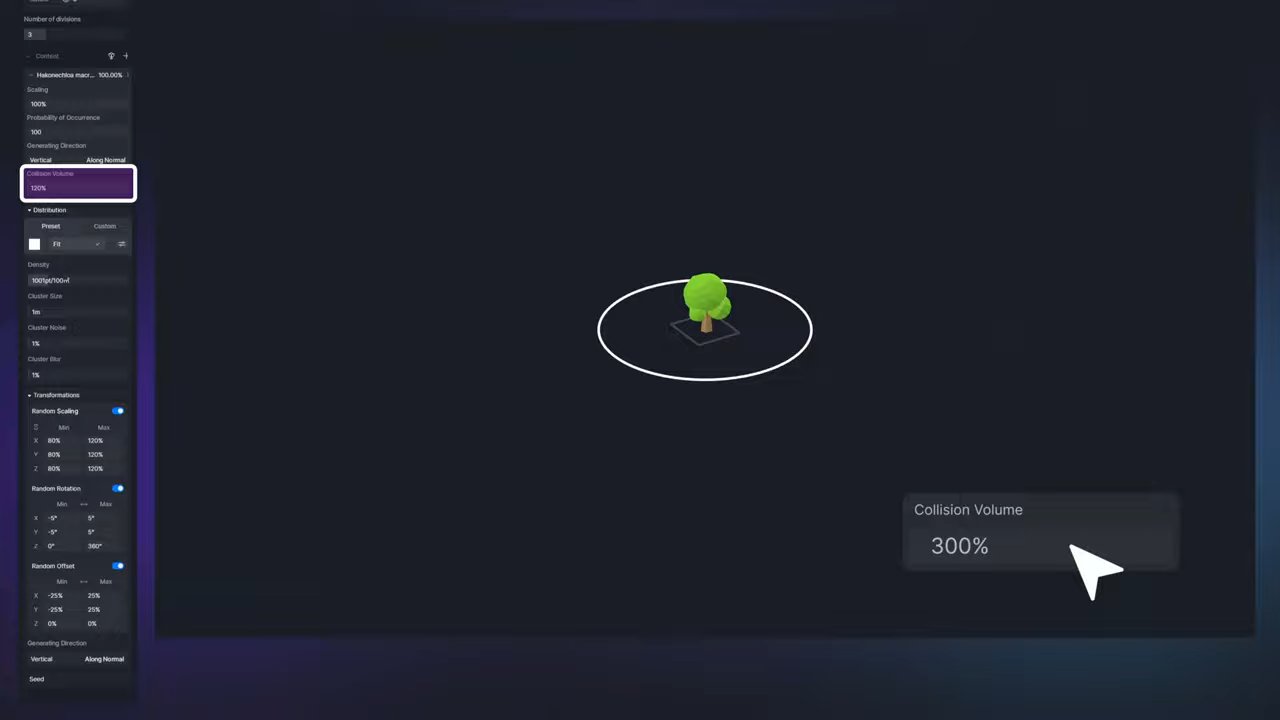 Number of divisions
3
Content
Hakonechloa macr... 100.00%
Scaling
100%
Probability of Occurrence
100
Generating Direction
Vertical Along Normal
Collision Volume
120%
Distribution
Preset Custom
Fit
Density
1001pt/100㎡
Cluster Size
1m
Cluster Noise
1%
Cluster Blur
1%
Transformations
Random Scaling
Min Max
X 80% 120%
Y 80% 120%
Z 80% 120%
Random Rotation
Min Max
X -5° 5°
Y -5° 5°
Z 0° 360°
Random Offset
Min Max
X -25% 25%
Y -25% 25%
Z 0% 0%
Generating Direction
Vertical Along Normal
Seed
Collision Volume
300%